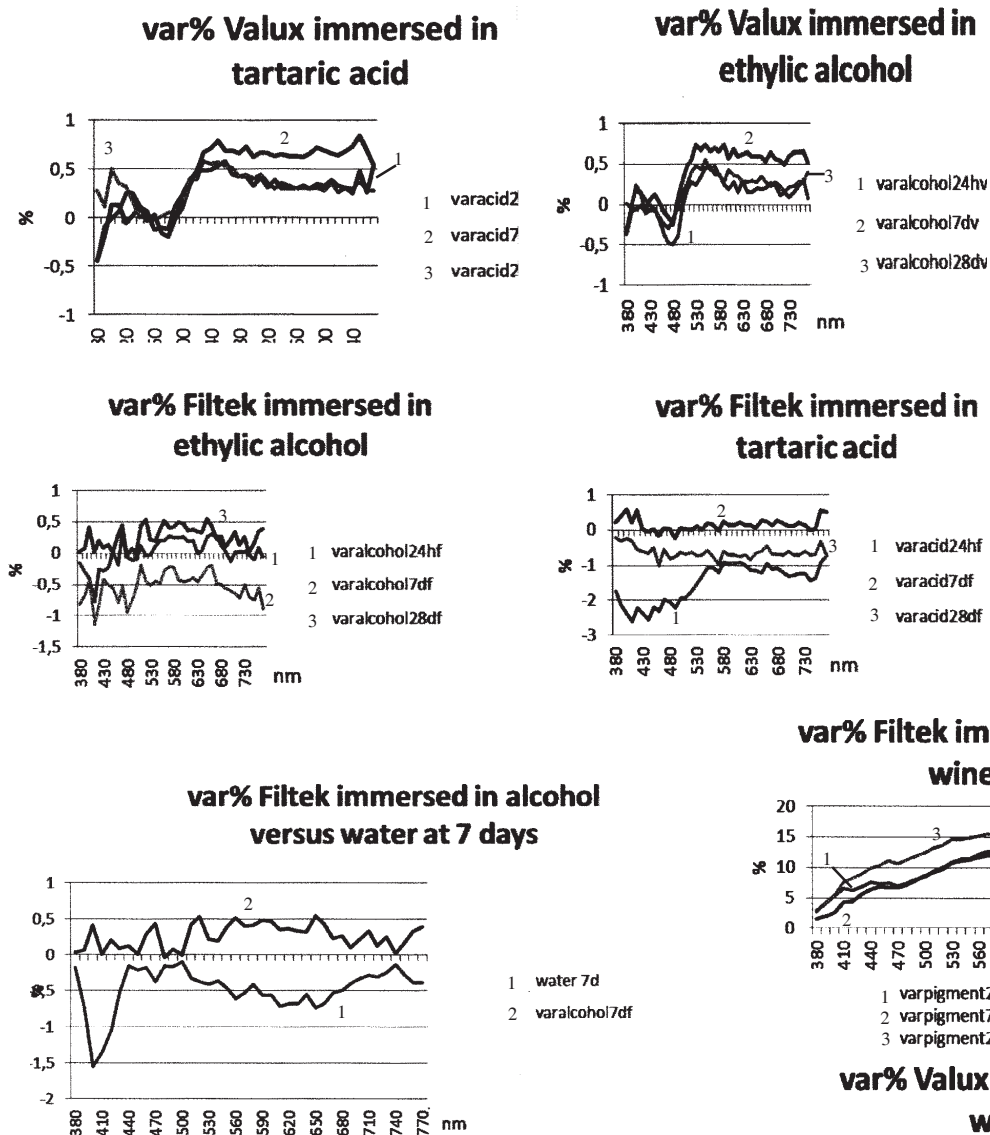 var% Valux immersed in
tartaric acid
1
0,5
0
-0,5
-1
%
3
2
1
1 varacid2
2 varacid7
3 varacid2
var% Valux immersed in
ethylic alcohol
1
0,5
0
-0,5
-1
%
2
3
1
380 430 480 530 580 630 680 730 nm
1 varalcohol24hv
2 varalcohol7dv
3 varalcohol28dv
var% Filtek immersed in
ethylic alcohol
1
0,5
0
-0,5
-1
-1,5
%
3
1
2
380 430 480 530 580 630 680 730 nm
1 varalcohol24hf
2 varalcohol7df
3 varalcohol28df
var% Filtek immersed in
tartaric acid
1
0
-1
-2
-3
%
2
3
1
380 430 480 530 580 630 680 730 nm
1 varacid24hf
2 varacid7df
3 varacid28df
var% Filtek immersed in alcohol
versus water at 7 days
1
0,5
0
-0,5
-1
-1,5
-2
%
2
1
380 410 440 470 500 530 560 590 620 650 680 710 740 770 nm
1 water 7d
2 varalcohol7df
var% Filtek im
wine
20
15
10
5
0
%
3
1
2
380 410 440 470 500 530 560
1 varpigment2
2 varpigment7
3 varpigment2
var% Valux
w